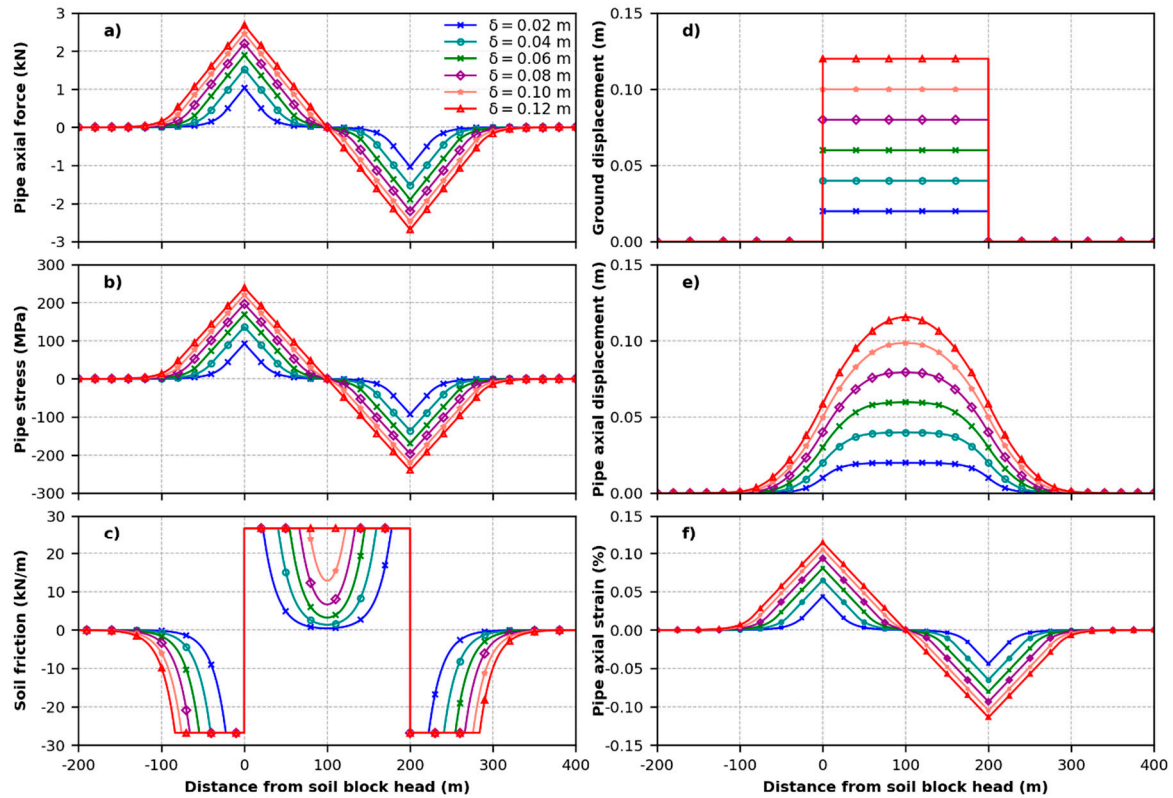 a)
Pipe axial force (kN)
3
2
1
0
-1
-2
3
δ = 0.02 m
δ = 0.04 m
δ = 0.06 m
δ = 0.08 m
δ = 0.10 m
δ = 0.12 m
d)
Ground displacement (m)
0.15
0.10
0.05
0.00
b)
Pipe stress (MPa)
300
200
100
0
-100
-200
-300
e)
Pipe axial displacement (m)
0.15
0.10
0.05
0.00
c)
Soil friction (kN/m)
30
20
10
0
-10
-20
-30
-200 -100 0 100 200 300 400
Distance from soil block head (m)
f)
Pipe axial strain (%)
0.15
0.10
0.05
0.00
-0.05
-0.10
-0.15
-200 -100 0 100 200 300 400
Distance from soil block head (m)